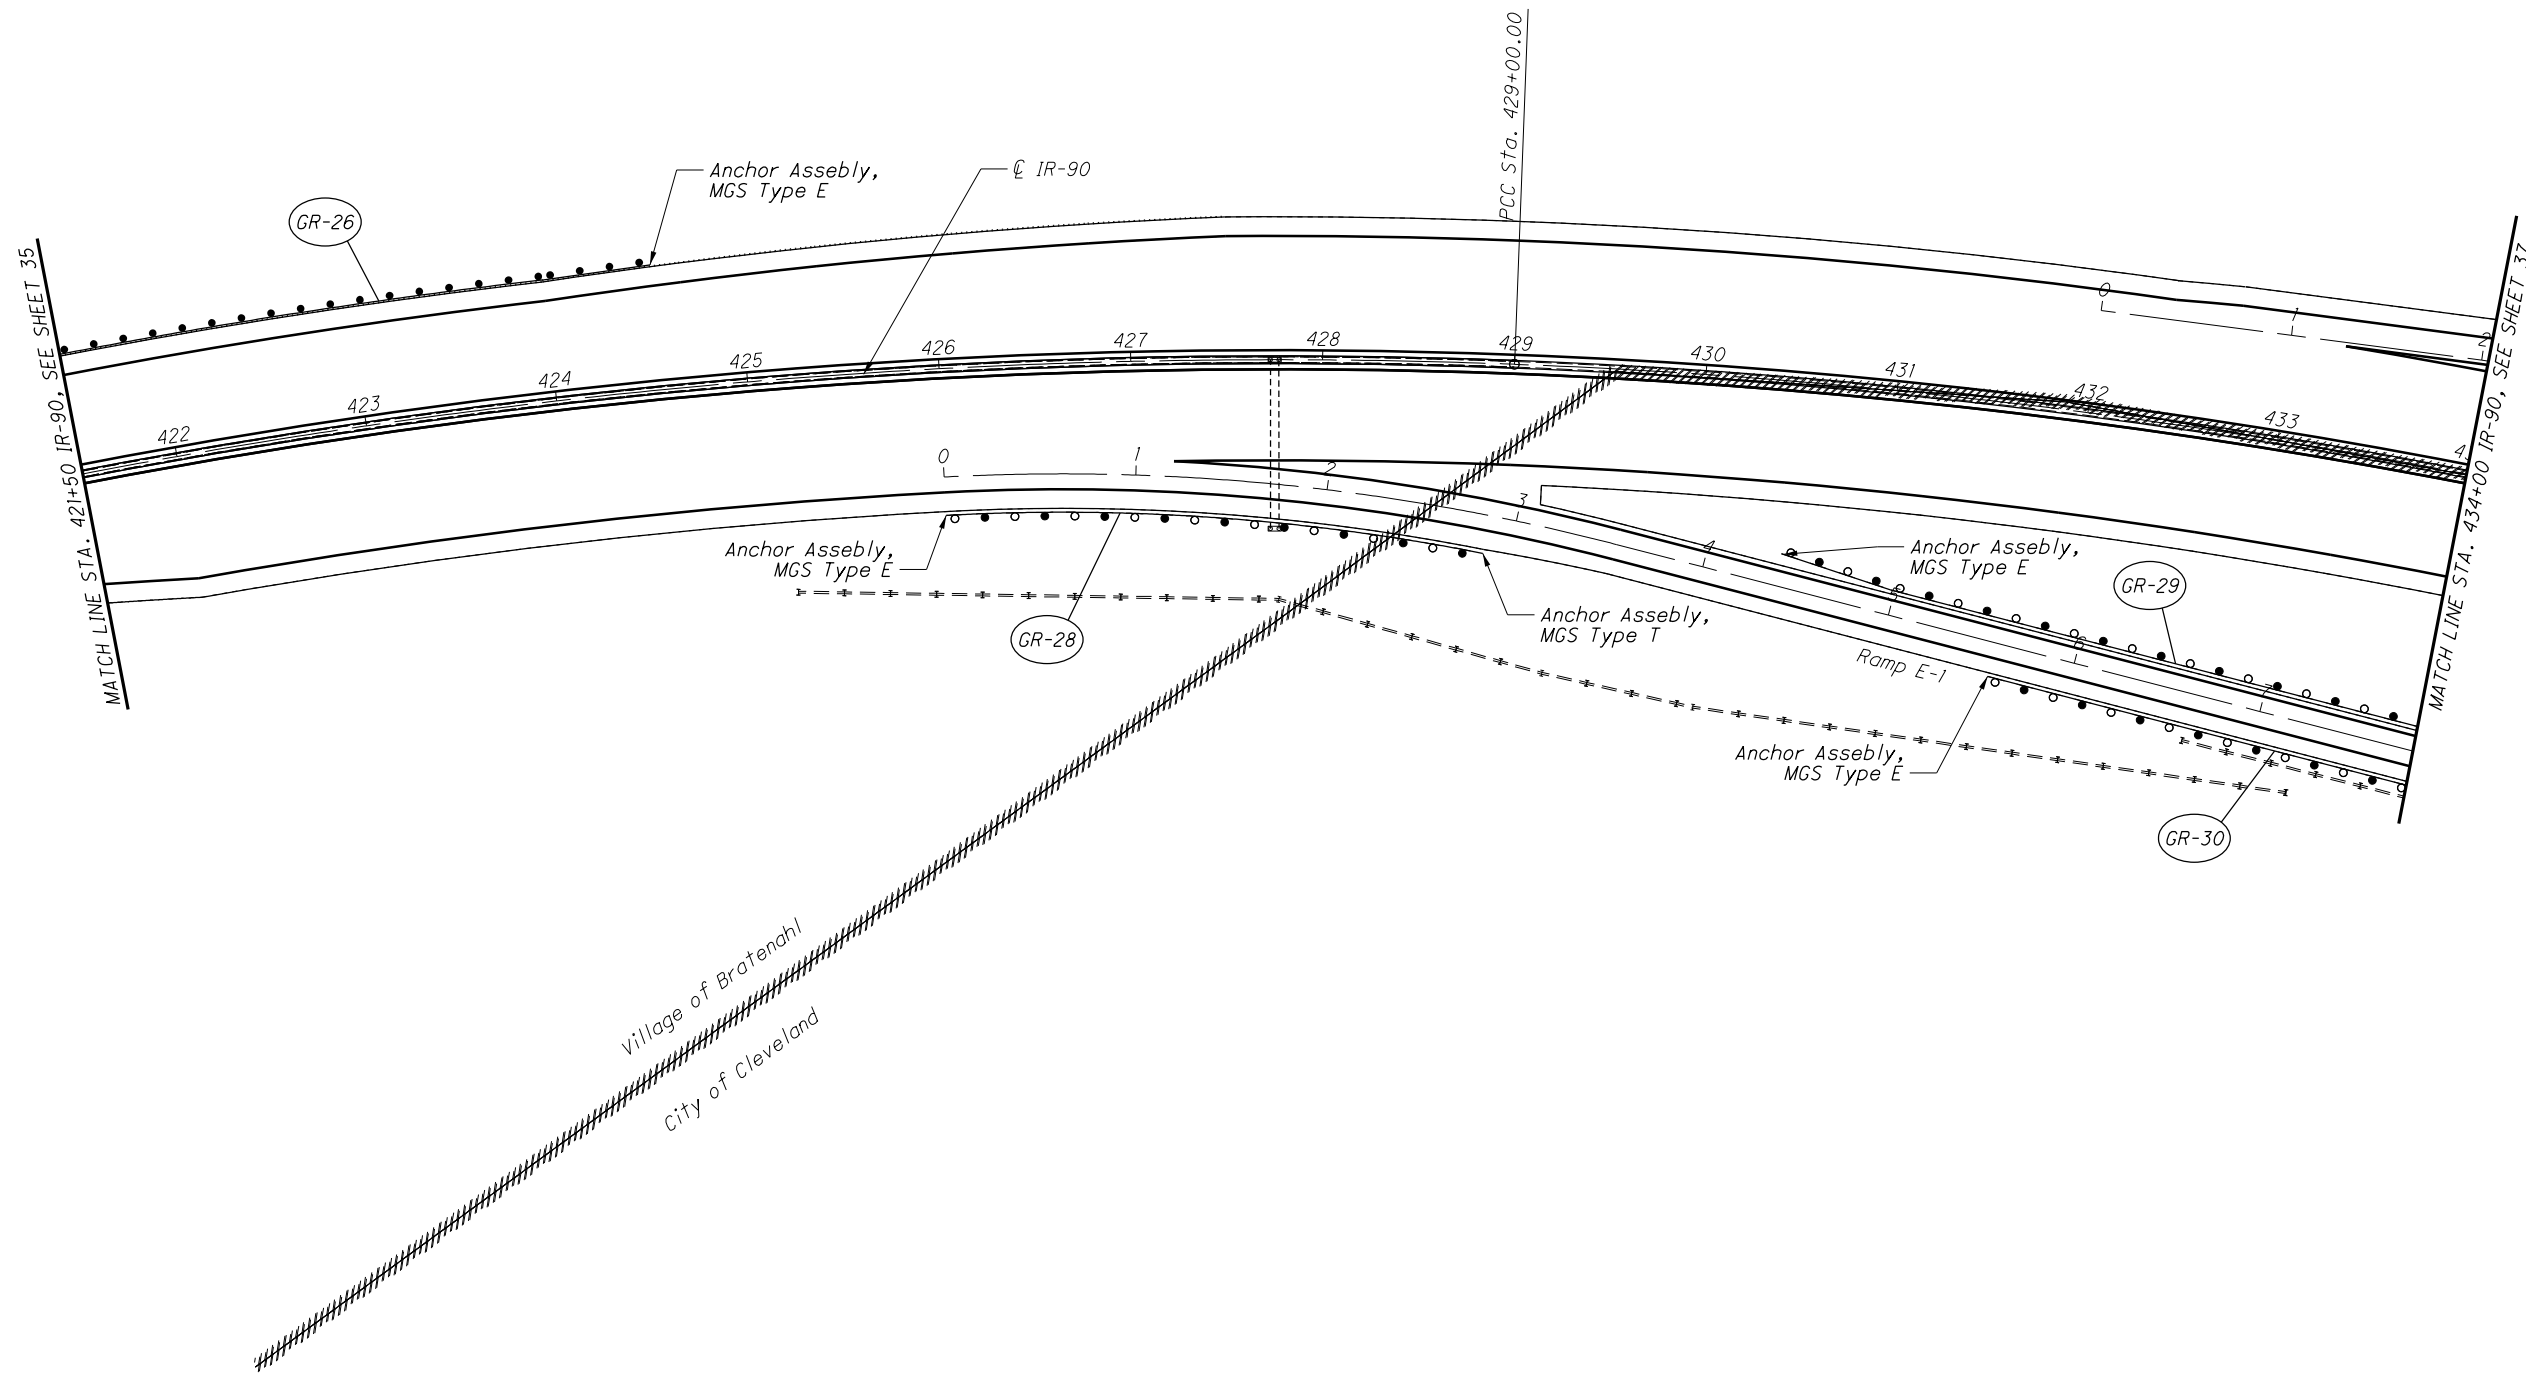 PCC Sta. 429+00.00
Anchor Assebly,
MGS Type E
℄ IR-90
GR-26
MATCH LINE STA. 421+50 IR-90, SEE SHEET 35
MATCH LINE STA. 434+00 IR-90, SEE SHEET 37
0
1
2
422
423
424
425
426
427
428
429
430
431
432
433
0
1
2
3
4
5
6
7
Anchor Assebly,
MGS Type E
GR-28
Anchor Assebly,
MGS Type T
Anchor Assebly,
MGS Type E
GR-29
Ramp E-1
Anchor Assebly,
MGS Type E
GR-30
Village of Bratenahl
City of Cleveland